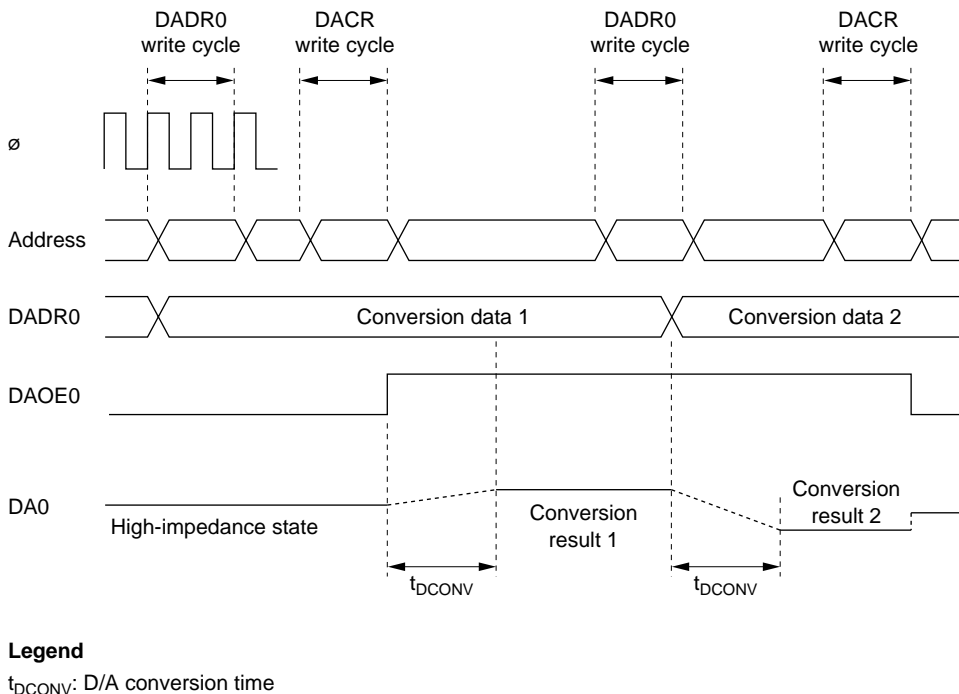 DADR0
write cycle
DACR
write cycle
DADR0
write cycle
DACR
write cycle
ø
Address
DADR0
Conversion data 1
Conversion data 2
DAOE0
DA0
High-impedance state
Conversion
result 1
Conversion
result 2
tDCONV
tDCONV
Legend
tDCONV: D/A conversion time